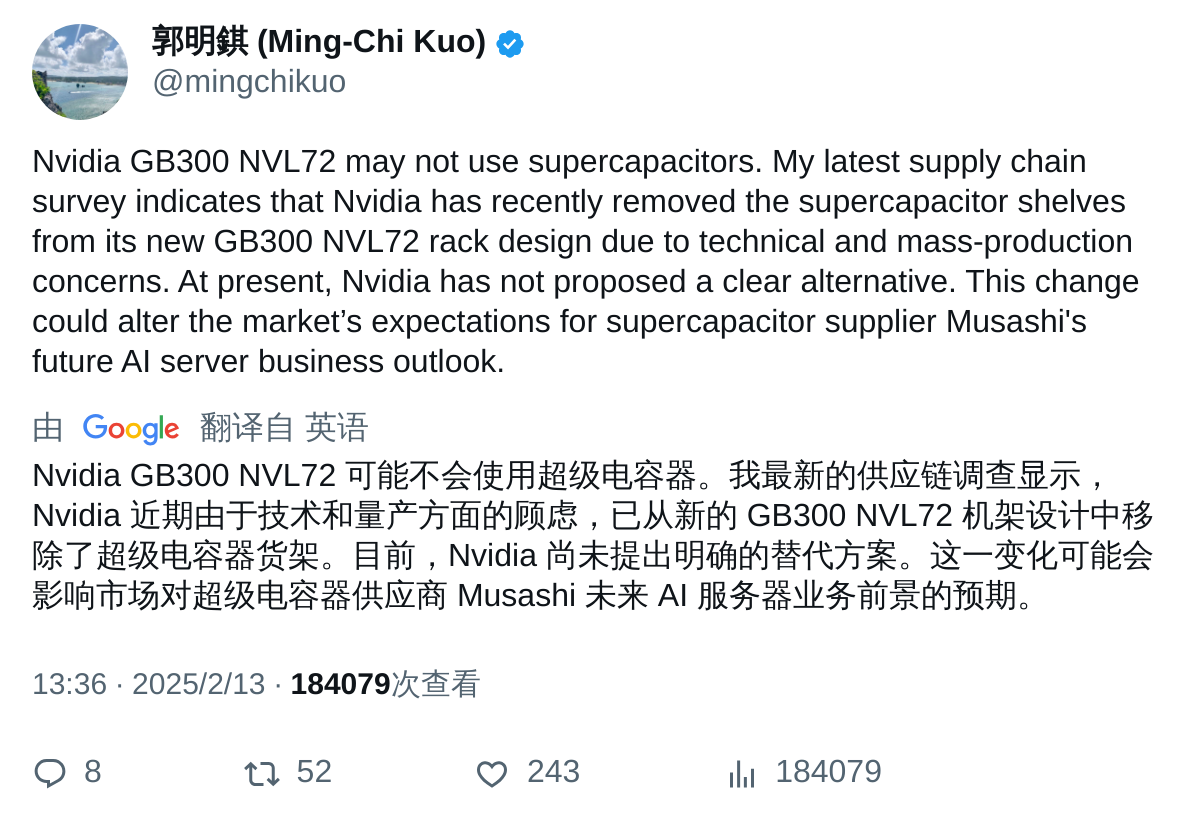 郭明錤 (Ming-Chi Kuo)
@mingchikuo
Nvidia GB300 NVL72 may not use supercapacitors. My latest supply chain
survey indicates that Nvidia has recently removed the supercapacitor shelves
from its new GB300 NVL72 rack design due to technical and mass-production
concerns. At present, Nvidia has not proposed a clear alternative. This change
could alter the market’s expectations for supercapacitor supplier Musashi's
future AI server business outlook.
由 Google 翻译自 英语
Nvidia GB300 NVL72 可能不会使用超级电容器。我最新的供应链调查显示，
Nvidia 近期由于技术和量产方面的顾虑，已从新的 GB300 NVL72 机架设计中移
除了超级电容器货架。目前，Nvidia 尚未提出明确的替代方案。这一变化可能会
影响市场对超级电容器供应商 Musashi 未来 AI 服务器业务前景的预期。
13:36 · 2025/2/13 · 184079次查看
8 52 243 184079